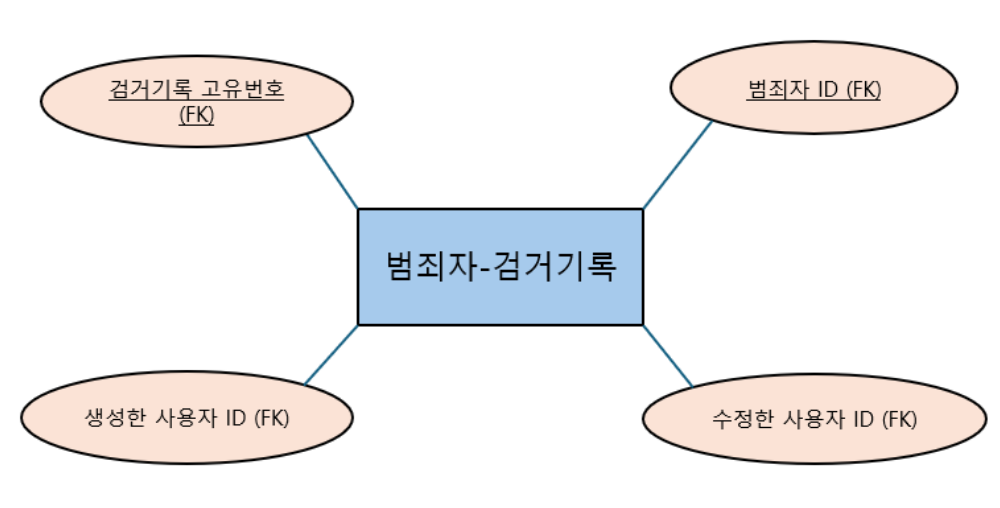 검거기록 고유번호
(FK)
범죄자 ID (FK)
범죄자-검거기록
생성한 사용자 ID (FK)
수정한 사용자 ID (FK)